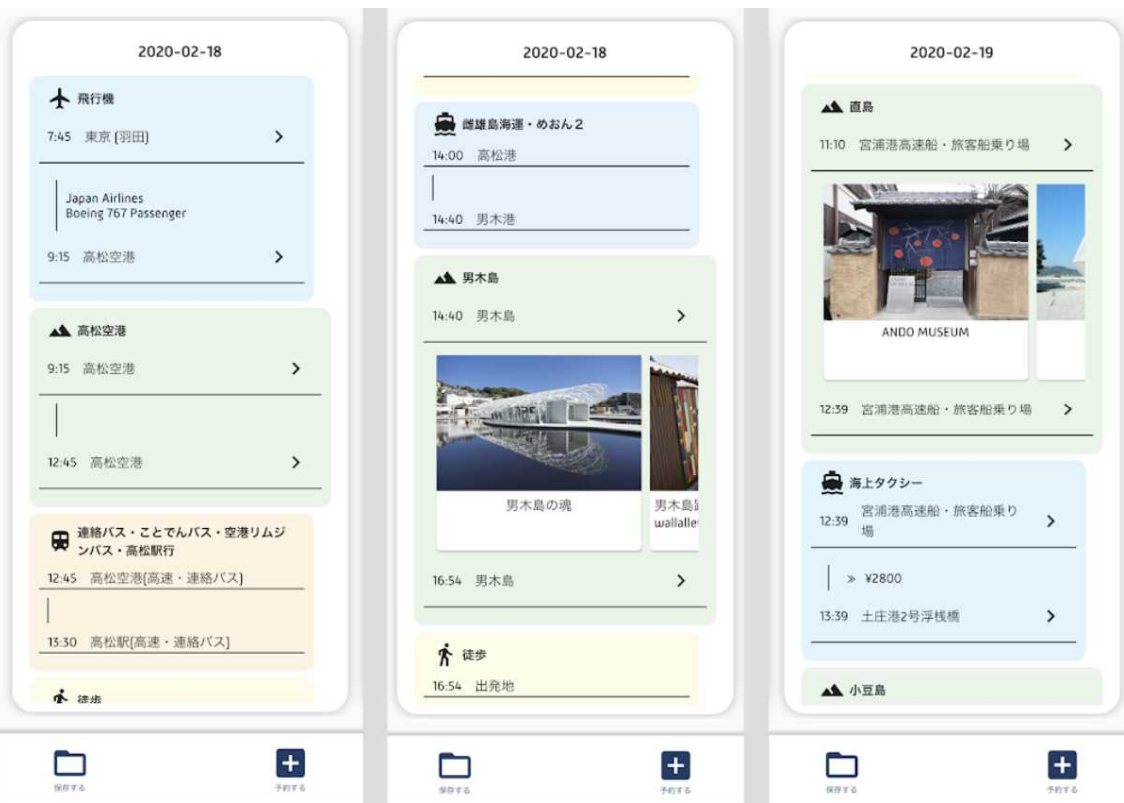 2020-02-18
飛行機
7:45 東京 (羽田)
Japan Airlines
Boeing 767 Passenger
9:15 高松空港
高松空港
9:15 高松空港
12:45 高松空港
連絡バス・ことでんバス・空港リムジ
ンバス・高松駅行
12:45 高松空港[高速・連絡バス]
13:30 高松駅[高速・連絡バス]
徒歩
保存する
予約する
2020-02-18
雌雄島海運・めおん2
14:00 高松港
14:40 男木港
男木島
14:40 男木島
男木島の魂
男木島
wallalle
16:54 男木島
徒歩
16:54 出発地
保存する
予約する
2020-02-19
直島
11:10 宮浦港高速船・旅客船乗り場
ANDO MUSEUM
12:39 宮浦港高速船・旅客船乗り場
海上タクシー
12:39 宮浦港高速船・旅客船乗り
場
» ¥2800
13:39 土庄港2号浮桟橋
小豆島
保存する
予約する